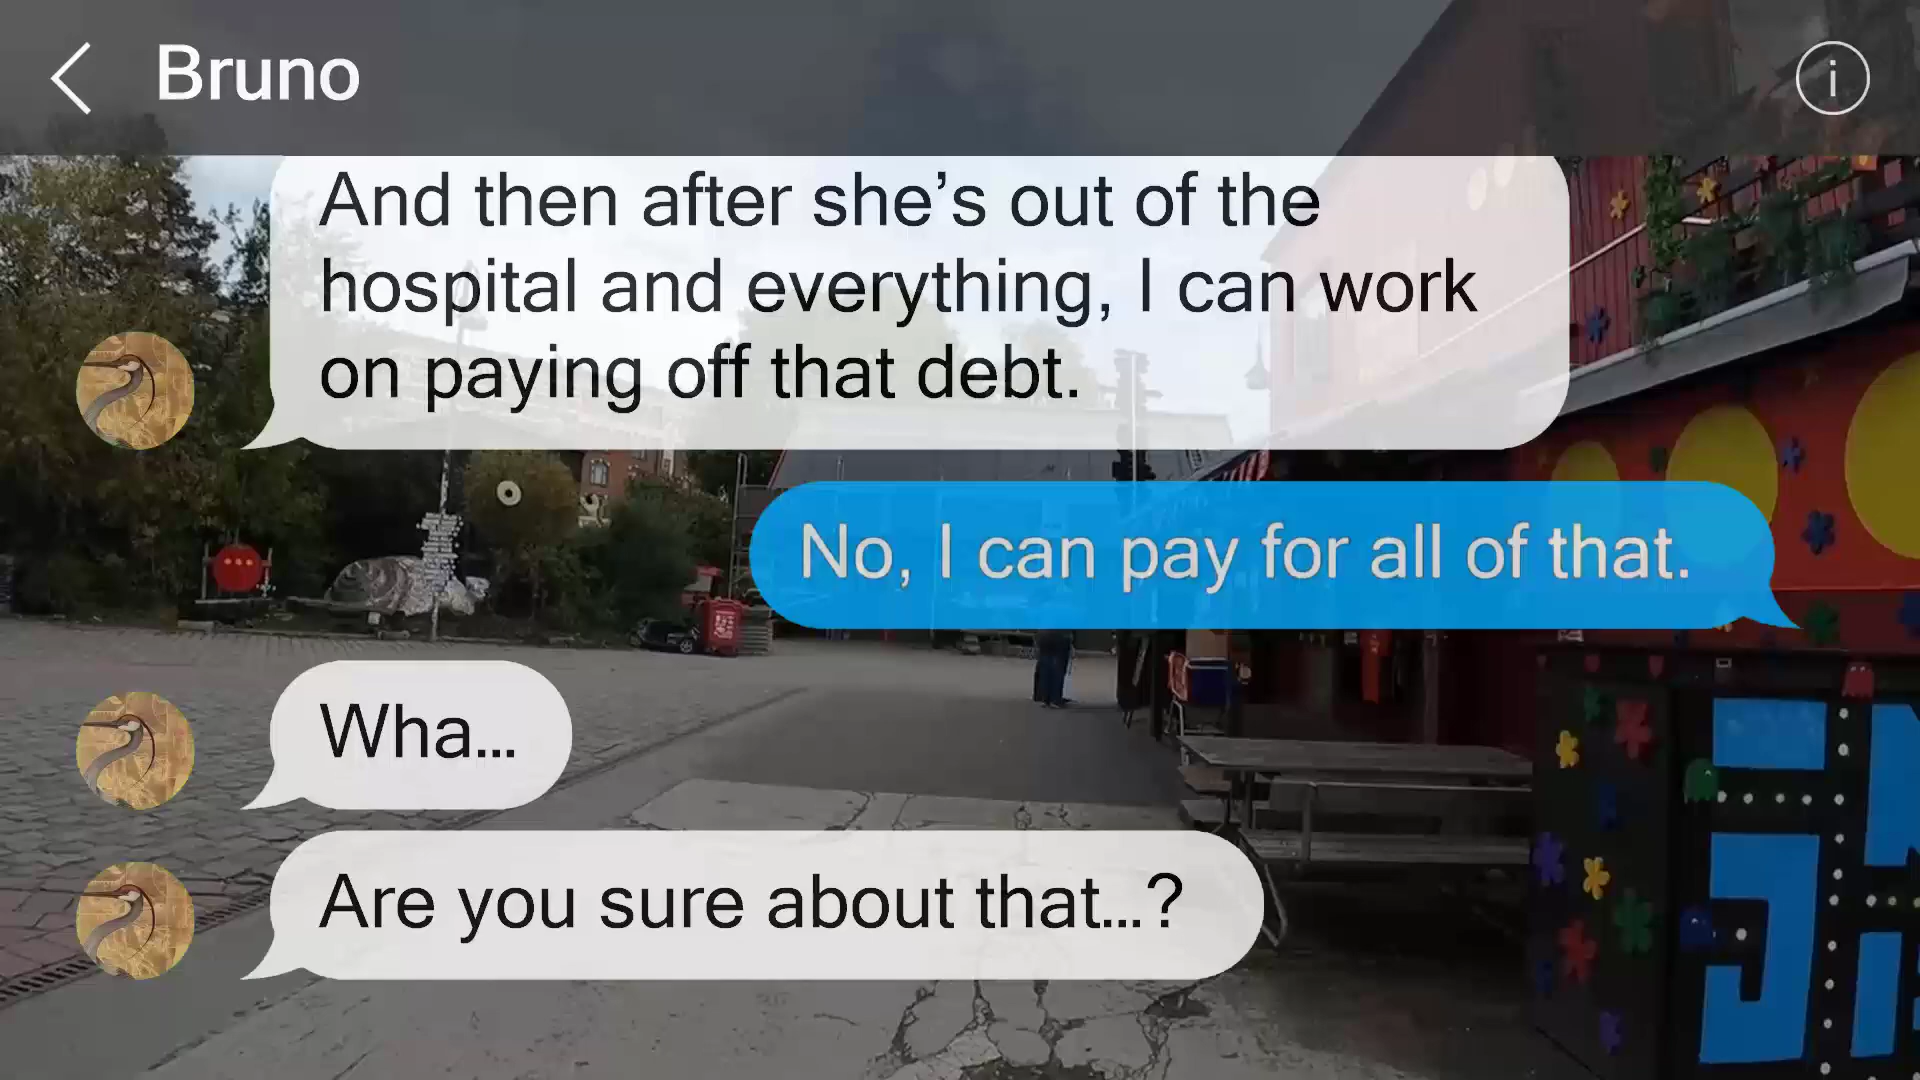 Bruno
And then after she’s out of the
hospital and everything, I can work
on paying off that debt.
No, I can pay for all of that.
Wha...
Are you sure about that...?